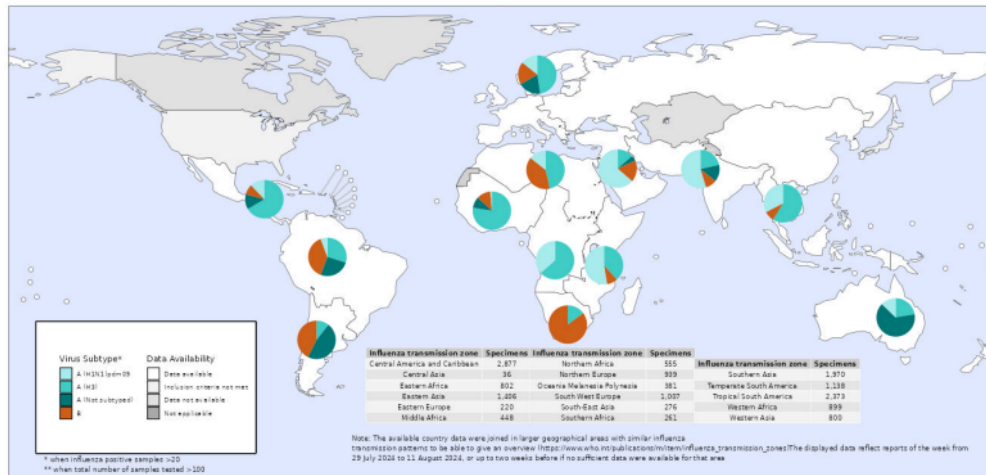 Virus Subtype*
Data Availability
A (H1N1)pdm09
Data available
A (H3)
Inclusion criteria not met
A (Not subtyped)
Data not available
B
Not applicable
* when influenza positive samples >20
** when total number of samples tested >100
Influenza transmission zone Specimens Influenza transmission zone Specimens
Central America and Caribbean 2,877 Northern Africa 555 Influenza transmission zone Specimens
Central Asia 36 Northern Europe 939 Southern Asia 1,970
Eastern Africa 802 Oceania Melanesia Polynesia 381 Temperate South America 1,138
Eastern Asia 1,406 South West Europe 1,007 Tropical South America 2,373
Eastern Europe 220 South-East Asia 276 Western Africa 899
Middle Africa 448 Southern Africa 261 Western Asia 800
Note: The available country data were joined in larger geographical areas with similar influenza
transmission patterns to be able to give an overview (https://www.who.int/publications/m/item/influenza_transmission_zones)The displayed data reflect reports of the week from
29 July 2024 to 11 August 2024, or up to two weeks before if no sufficient data were available for that area